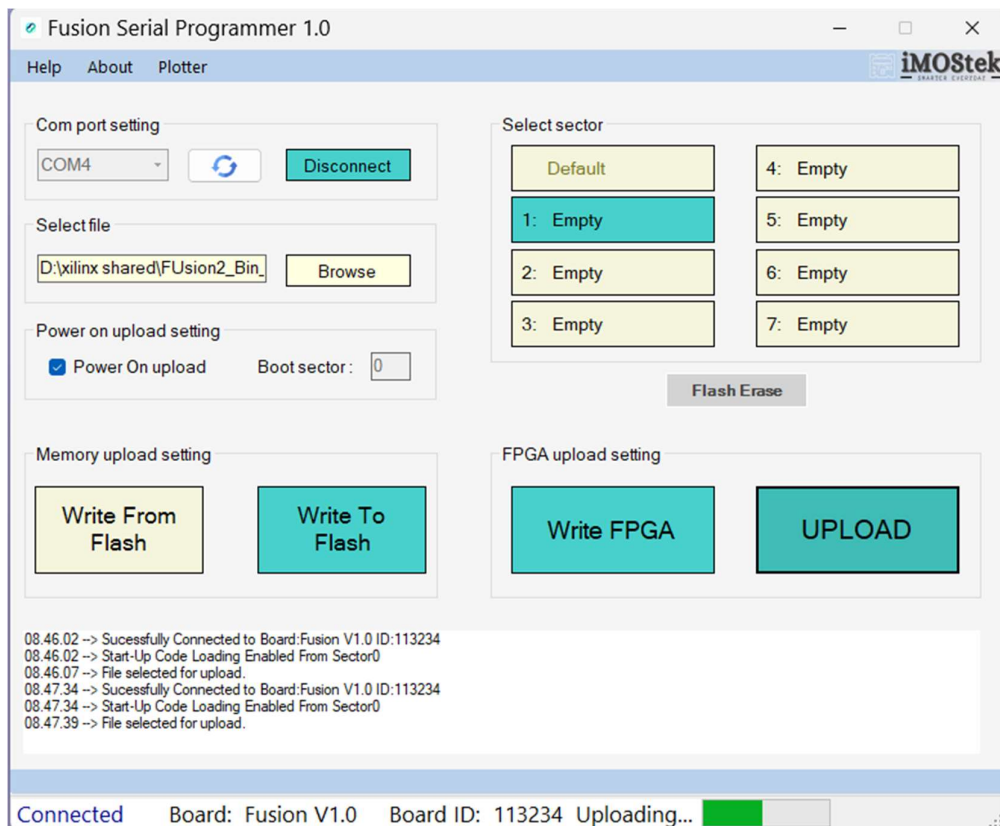 Fusion Serial Programmer 1.0
Help About Plotter
iMOStek
SMARTER EVERYDAY
Com port setting
COM4
Disconnect
Select file
D:\xilinx shared\FUsion2_Bin_
Browse
Power on upload setting
Power On upload Boot sector : 0
Select sector
Default
1: Empty
2: Empty
3: Empty
4: Empty
5: Empty
6: Empty
7: Empty
Flash Erase
Memory upload setting
Write From
Flash
Write To
Flash
FPGA upload setting
Write FPGA
UPLOAD
08.46.02 --> Sucessfully Connected to Board:Fusion V1.0 ID:113234
08.46.02 --> Start-Up Code Loading Enabled From Sector0
08.46.07 --> File selected for upload.
08.47.34 --> Sucessfully Connected to Board:Fusion V1.0 ID:113234
08.47.34 --> Start-Up Code Loading Enabled From Sector0
08.47.39 --> File selected for upload.
Connected Board: Fusion V1.0 Board ID: 113234 Uploading...